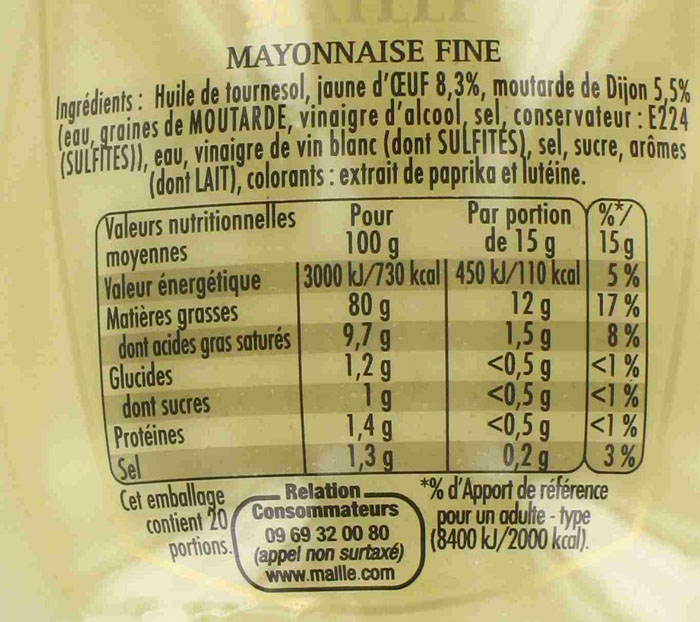 MAILLE
MAYONNAISE FINE
Ingrédients : Huile de tournesol, jaune d'ŒUF 8,3%, moutarde de Dijon 5,5%
(eau, graines de MOUTARDE, vinaigre d'alcool, sel, conservateur : E224
(SULFITES)), eau, vinaigre de vin blanc (dont SULFITES), sel, sucre, arômes
(dont LAIT), colorants : extrait de paprika et lutéine.
Valeurs nutritionnelles moyennes Pour 100 g Par portion de 15 g %*/ 15 g
Valeur énergétique 3000 kJ/730 kcal 450 kJ/110 kcal 5 %
Matières grasses 80 g 12 g 17 %
dont acides gras saturés 9,7 g 1,5 g 8 %
Glucides 1,2 g <0,5 g <1 %
dont sucres 1 g <0,5 g <1 %
Protéines 1,4 g <0,5 g <1 %
Sel 1,3 g 0,2 g 3 %
Cet emballage
contient 20
portions.
Relation
Consommateurs
09 69 32 00 80
(appel non surtaxé)
www.maille.com
*% d'Apport de référence
pour un adulte - type
(8400 kJ/2000 kcal).